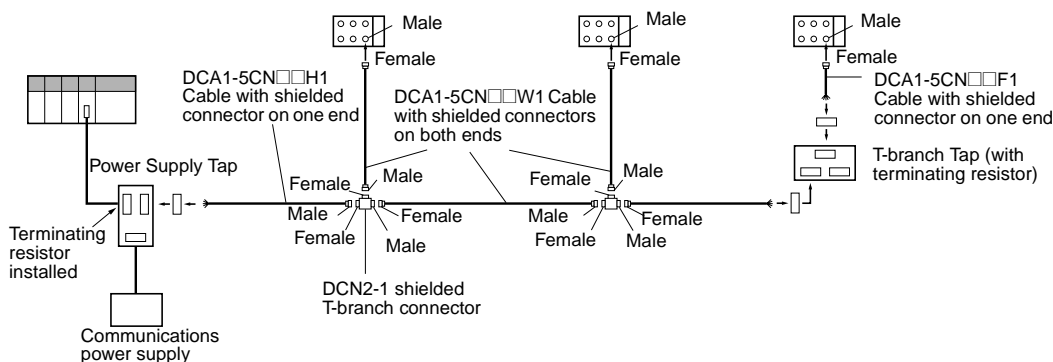 Male
Male
Male
Female
Female
Female
DCA1-5CN□□H1
Cable with shielded
connector on one end
DCA1-5CN□□W1 Cable
with shielded connectors
on both ends
DCA1-5CN□□F1
Cable with shielded
connector on one end
T-branch Tap (with
terminating resistor)
Power Supply Tap
Female
Male
Male
Female
Female
Male
Female
Male
Male
Female
Female
Male
Terminating
resistor
installed
DCN2-1 shielded
T-branch connector
Communications
power supply